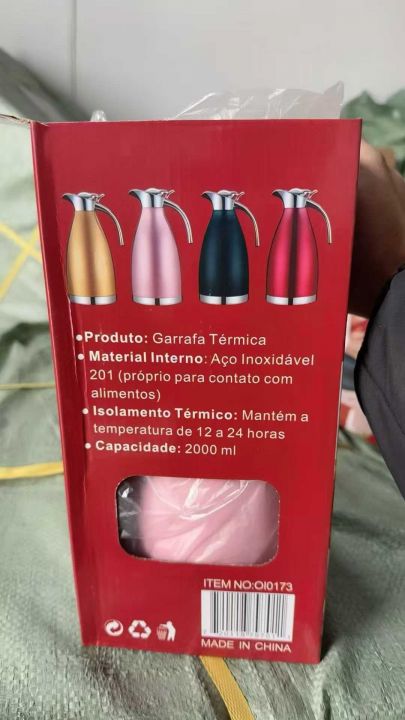 •Produto: Garrafa Térmica
•Material Interno: Aço Inoxidável
201 (próprio para contato com
alimentos)
•Isolamento Térmico: Mantém a
temperatura de 12 a 24 horas
•Capacidade: 2000 ml
ITEM NO:OI0173
MADE IN CHINA